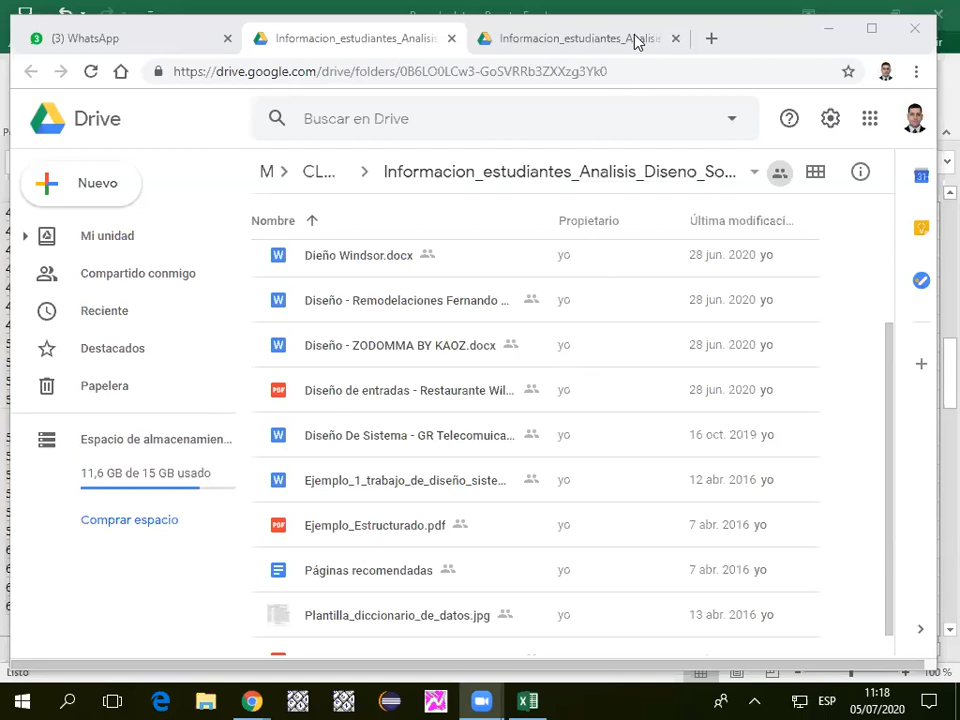 (3) WhatsApp
Informacion_estudiantes_Analisis
Informacion_estudiantes_Analisis
https://drive.google.com/drive/folders/0B6LO0LCw3-GoSVRRb3ZXXzg3Yk0
Drive
Buscar en Drive
Nuevo
M
CL...
Informacion_estudiantes_Analisis_Diseno_So...
Nombre
Propietario
Última modificaci...
Mi unidad
Compartido conmigo
Reciente
Destacados
Papelera
Espacio de almacenamien...
11,6 GB de 15 GB usado
Comprar espacio
Dieño Windsor.docx yo 28 jun. 2020 yo
Diseño - Remodelaciones Fernando ... yo 28 jun. 2020 yo
Diseño - ZODOMMA BY KAOZ.docx yo 28 jun. 2020 yo
Diseño de entradas - Restaurante Wil... yo 28 jun. 2020 yo
Diseño De Sistema - GR Telecomuica... yo 16 oct. 2019 yo
Ejemplo_1_trabajo_de_diseño_siste... yo 12 abr. 2016 yo
Ejemplo_Estructurado.pdf yo 7 abr. 2016 yo
Páginas recomendadas yo 7 abr. 2016 yo
Plantilla_diccionario_de_datos.jpg yo 13 abr. 2016 yo
Listo
100 %
ESP
11:18
05/07/2020